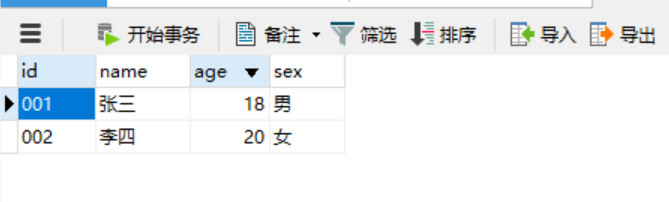 开始事务 备注 筛选 排序 导入 导出
id name age sex
001 张三 18 男
002 李四 20 女